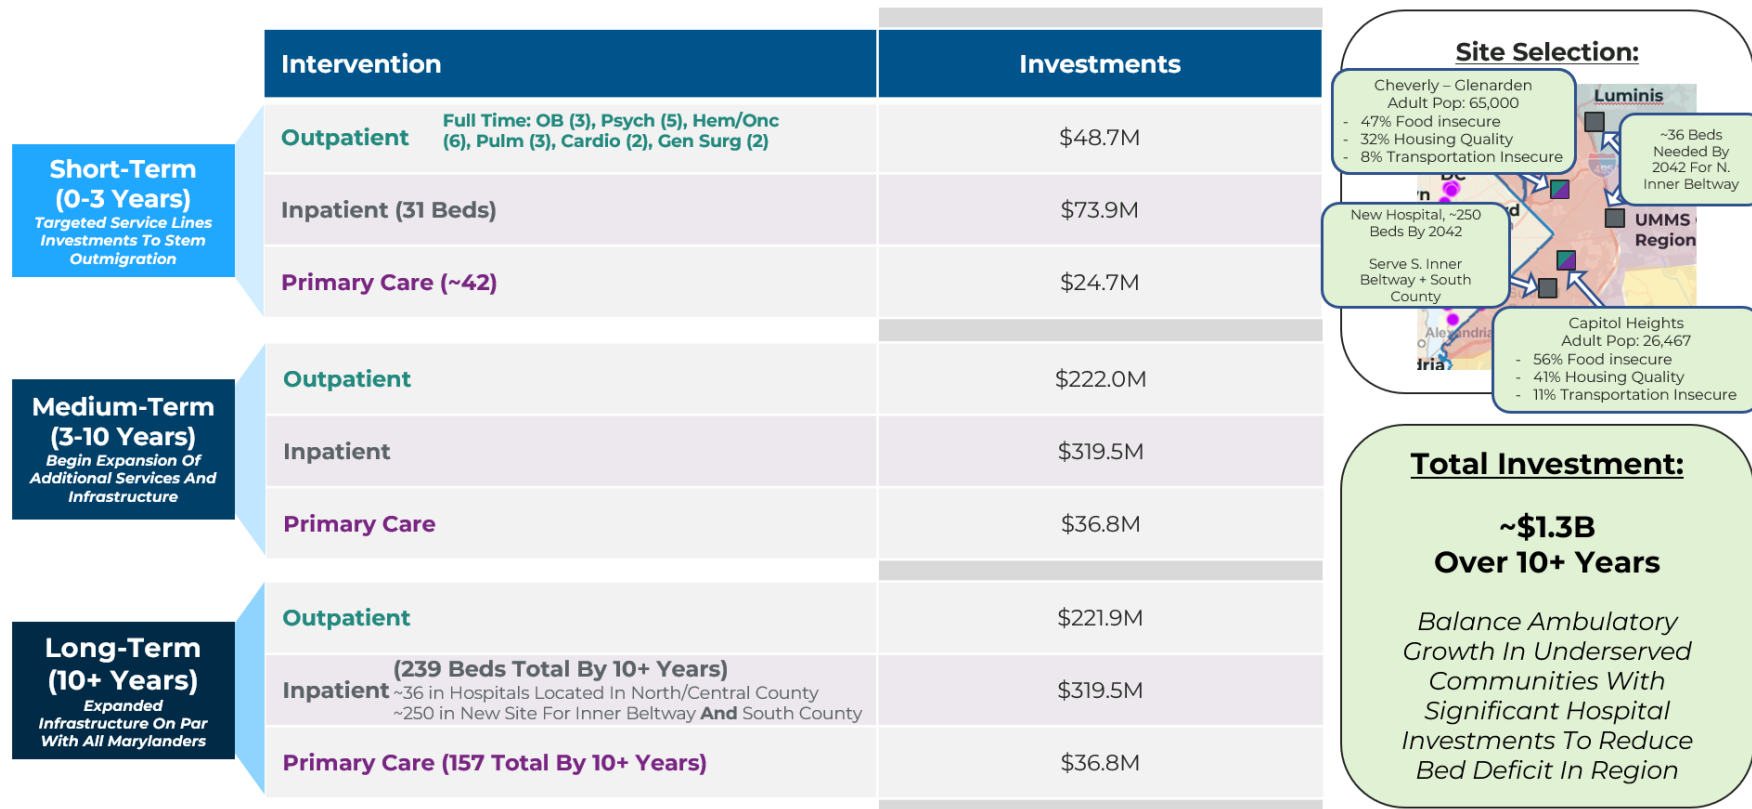 Intervention
Investments
Short-Term
(0-3 Years)
Targeted Service Lines
Investments To Stem
Outmigration
Outpatient
Full Time: OB (3), Psych (5), Hem/Onc
(6), Pulm (3), Cardio (2), Gen Surg (2)
$48.7M
Inpatient (31 Beds)
$73.9M
Primary Care (~42)
$24.7M
Medium-Term
(3-10 Years)
Begin Expansion Of
Additional Services And
Infrastructure
Outpatient
$222.0M
Inpatient
$319.5M
Primary Care
$36.8M
Long-Term
(10+ Years)
Expanded
Infrastructure On Par
With All Marylanders
Outpatient
$221.9M
Inpatient
(239 Beds Total By 10+ Years)
~36 in Hospitals Located In North/Central County
~250 in New Site For Inner Beltway And South County
$319.5M
Primary Care (157 Total By 10+ Years)
$36.8M
Site Selection:
Cheverly – Glenarden
Adult Pop: 65,000
- 47% Food insecure
- 32% Housing Quality
- 8% Transportation Insecure
Luminis
~36 Beds
Needed By
2042 For N.
Inner Beltway
DC
New Hospital, ~250
Beds By 2042
Serve S. Inner
Beltway + South
County
UMMS
Region
Alexandria
Capitol Heights
Adult Pop: 26,467
- 56% Food insecure
- 41% Housing Quality
- 11% Transportation Insecure
Total Investment:
~$1.3B
Over 10+ Years
Balance Ambulatory
Growth In Underserved
Communities With
Significant Hospital
Investments To Reduce
Bed Deficit In Region